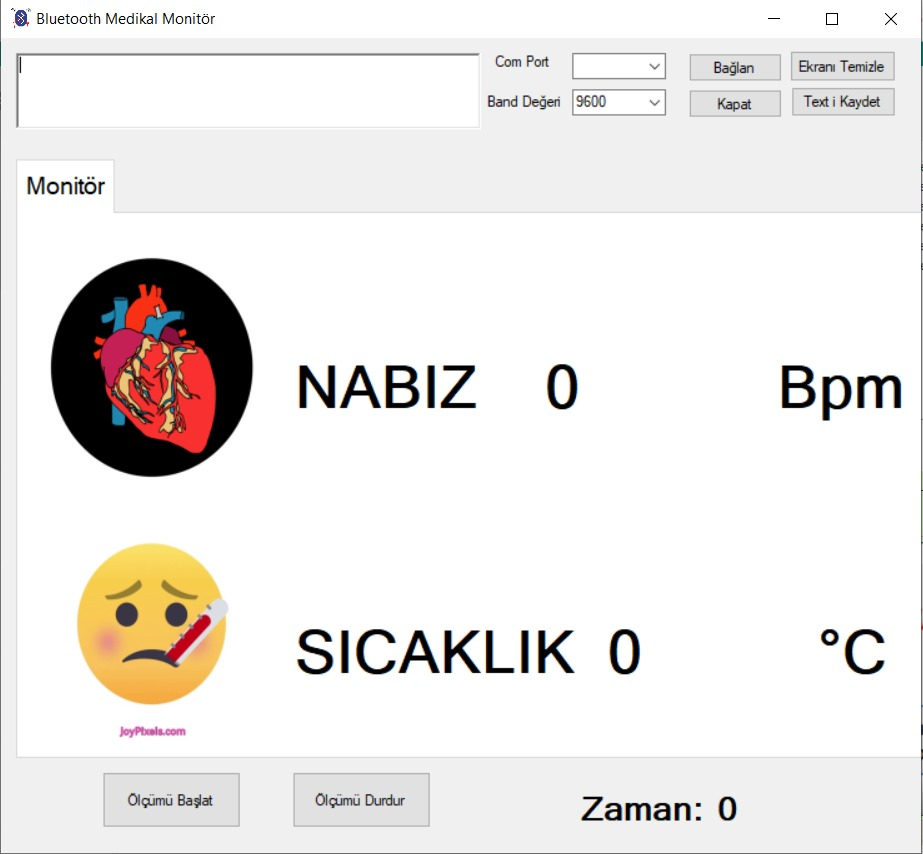 Bluetooth Medikal Monitör
Com Port
Bağlan
Ekranı Temizle
Band Değeri
9600
Kapat
Text i Kaydet
Monitör
NABIZ 0 Bpm
SICAKLIK 0 °C
JoyPixels.com
Ölçümü Başlat
Ölçümü Durdur
Zaman: 0